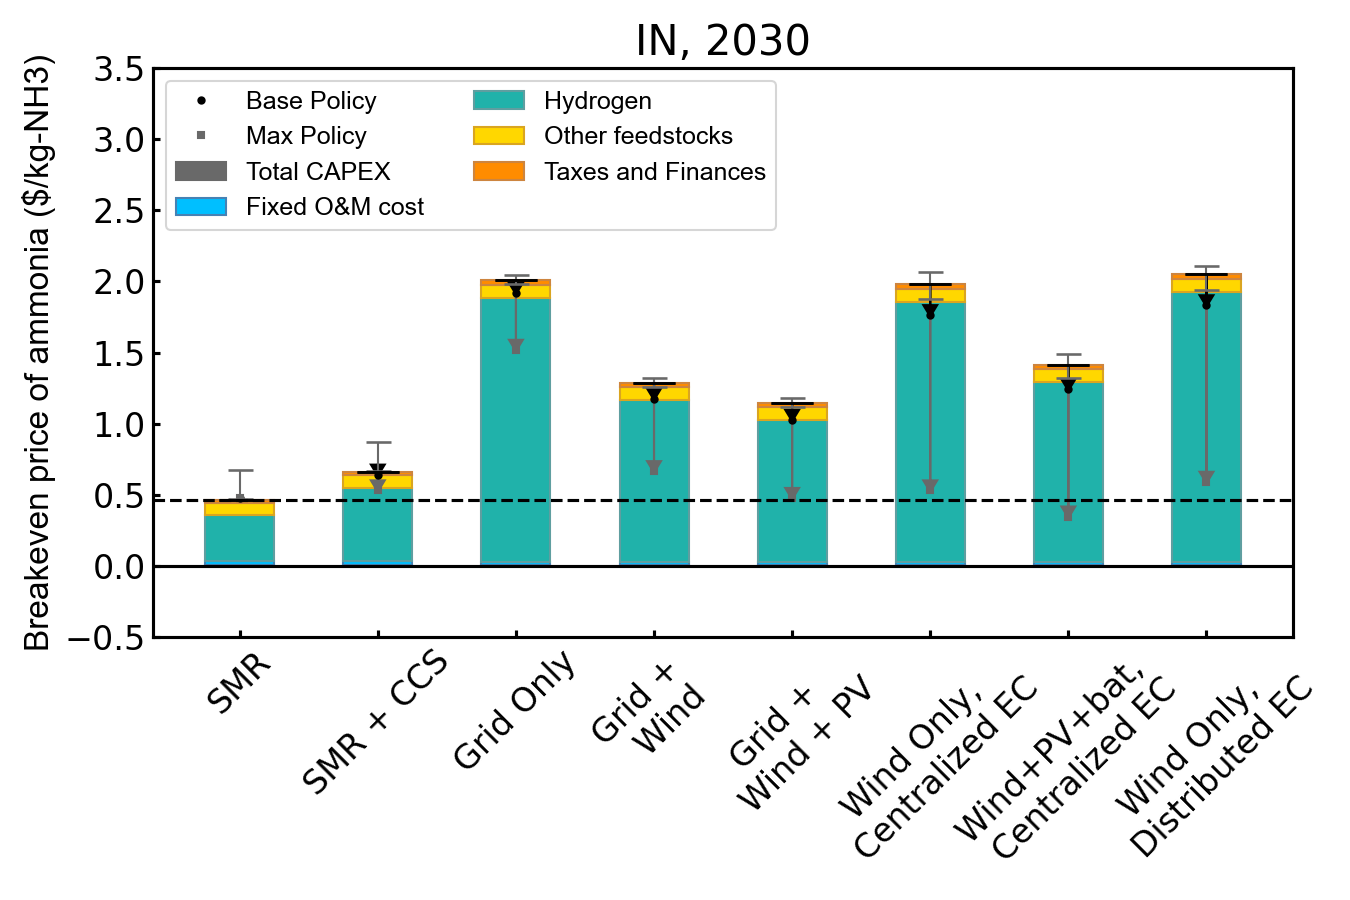 IN, 2030
Breakeven price of ammonia ($/kg-NH3)
3.5
3.0
2.5
2.0
1.5
1.0
0.5
0.0
−0.5
Base Policy
Max Policy
Total CAPEX
Fixed O&M cost
Hydrogen
Other feedstocks
Taxes and Finances
SMR
SMR + CCS
Grid Only
Grid +
Wind
Grid +
Wind + PV
Wind Only,
Centralized EC
Wind+PV+bat,
Centralized EC
Wind Only,
Distributed EC